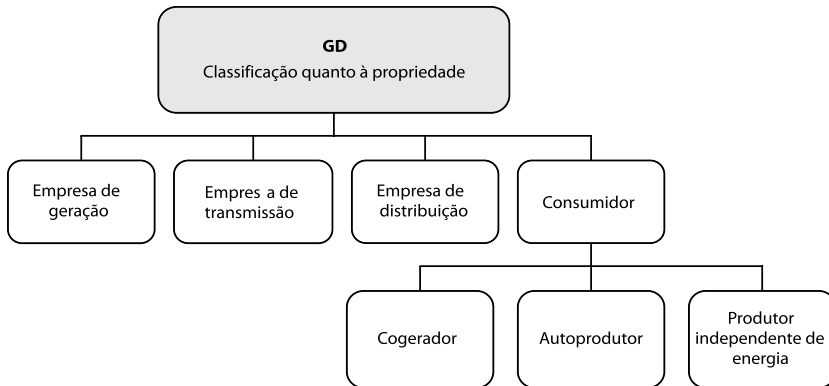 GD
Classificação quanto à propriedade
Empresa de
geração
Empres a de
transmissão
Empresa de
distribuição
Consumidor
Cogerador
Autoprodutor
Produtor
independente de
energia